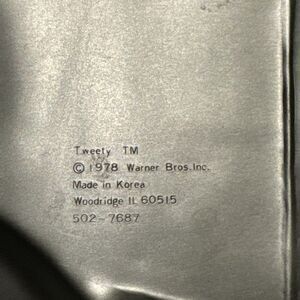 Tweety TM
© 1978 Warner Bros. Inc.
Made in Korea
Woodridge IL 60515
502-7687